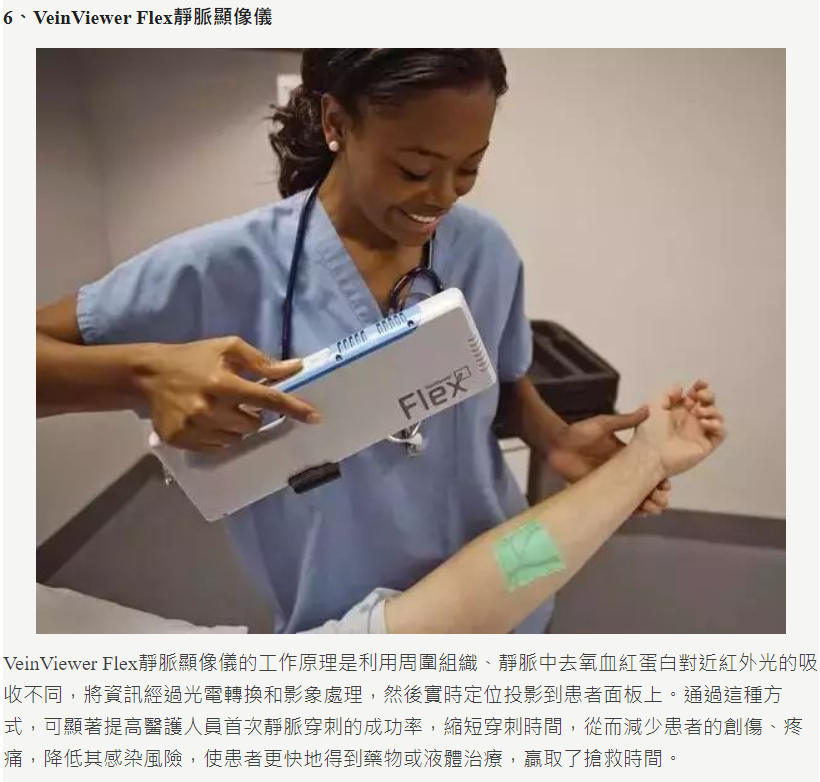 6、VeinViewer Flex靜脈顯像儀
Flex
VeinViewer Flex靜脈顯像儀的工作原理是利用周圍組織、靜脈中去氧血紅蛋白對近紅外光的吸
收不同，將資訊經過光電轉換和影象處理，然後實時定位投影到患者面板上。通過這種方
式，可顯著提高醫護人員首次靜脈穿刺的成功率，縮短穿刺時間，從而減少患者的創傷、疼
痛，降低其感染風險，使患者更快地得到藥物或液體治療，贏取了搶救時間。